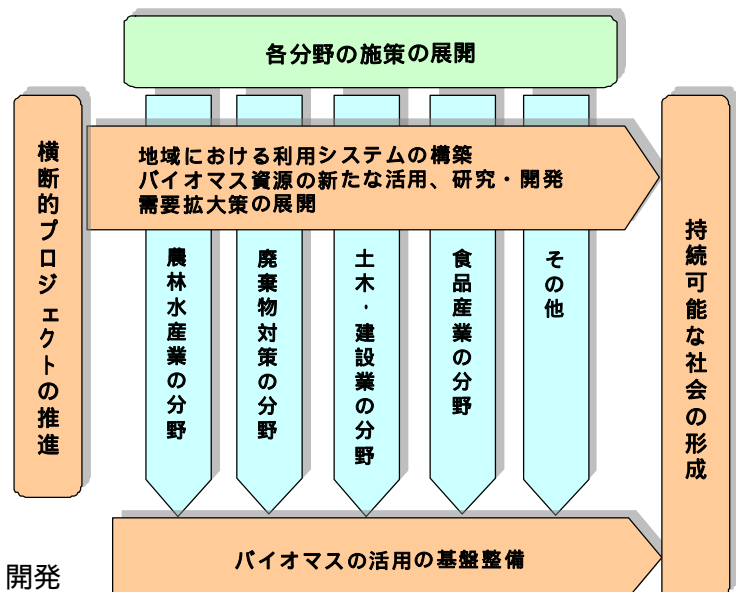 各分野の施策の展開
横断的プロジェクトの推進
地域における利用システムの構築
バイオマス資源の新たな活用、研究・開発
需要拡大策の展開
農林水産業の分野
廃棄物対策の分野
土木・建設業の分野
食品産業の分野
その他
持続可能な社会の形成
バイオマスの活用の基盤整備
開発